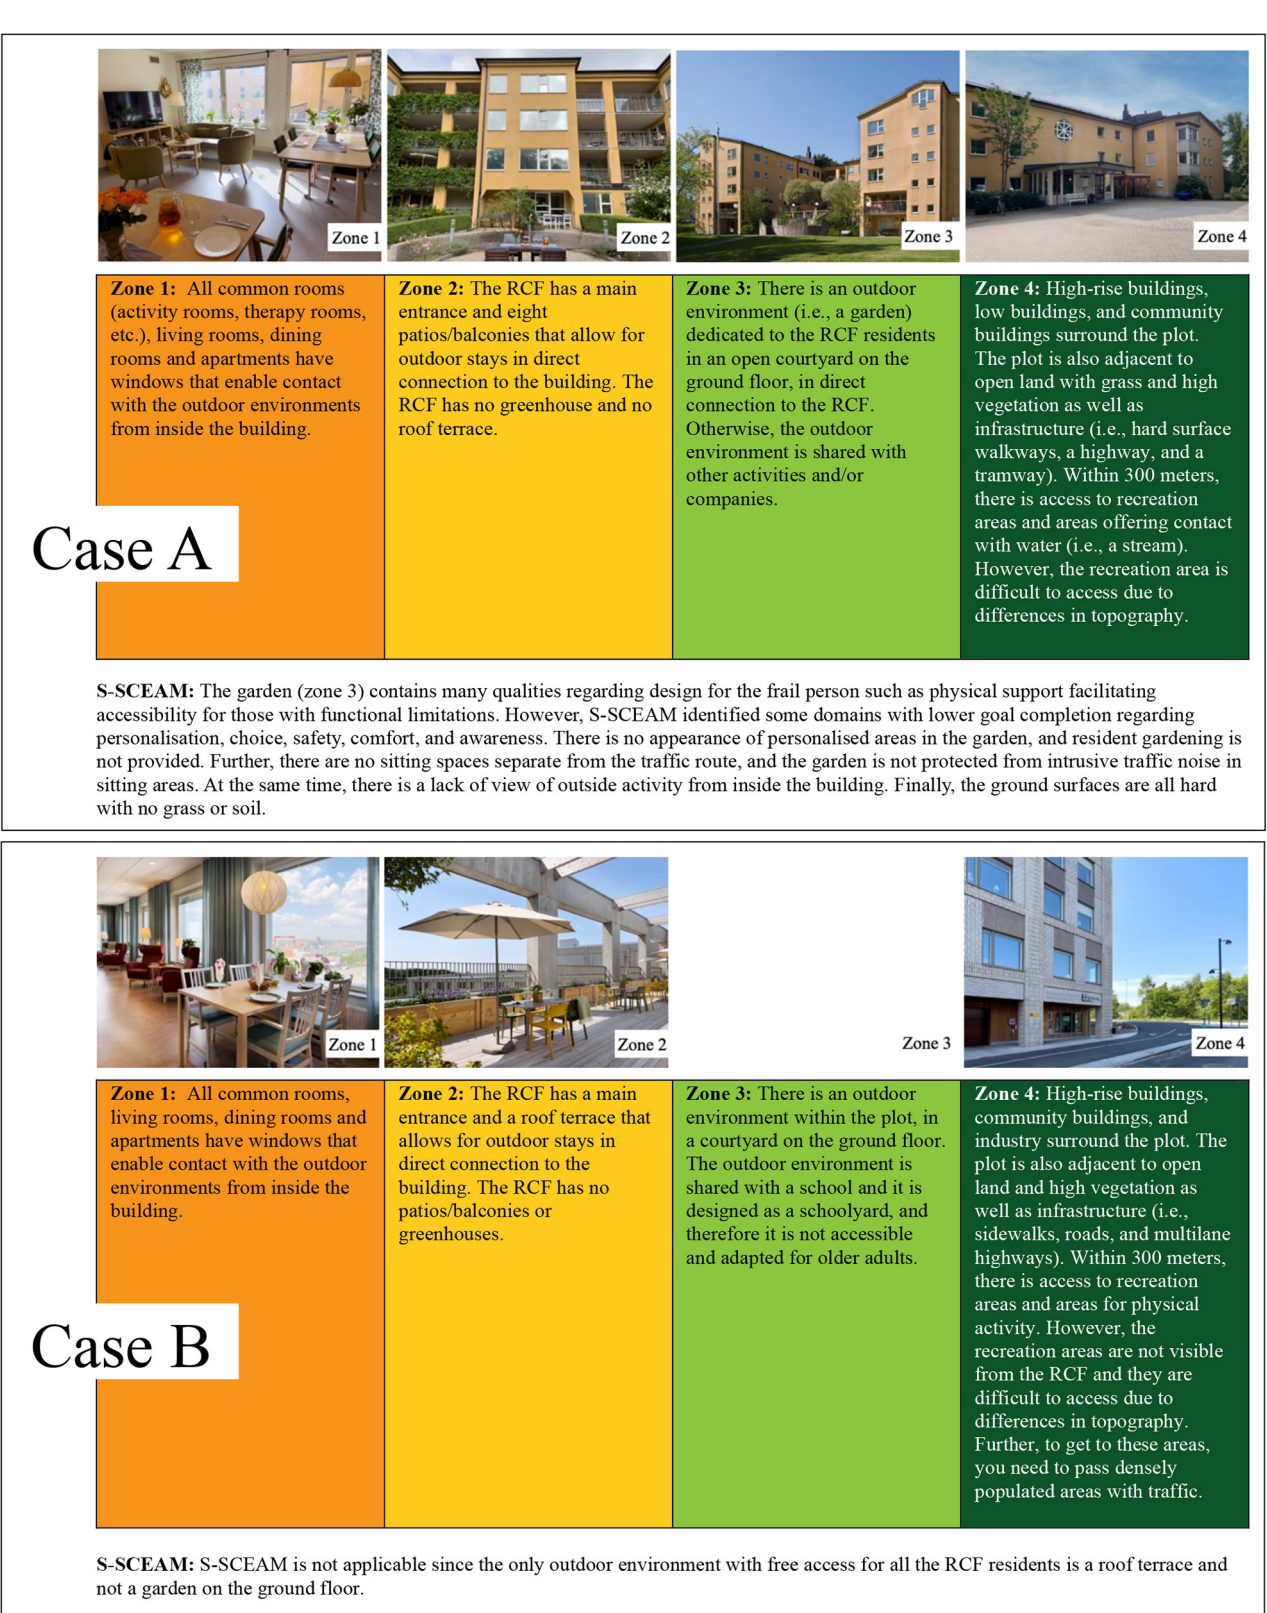 Zone 1
Zone 2
Zone 3
Zone 4
Zone 1: All common rooms
(activity rooms, therapy rooms,
etc.), living rooms, dining
rooms and apartments have
windows that enable contact
with the outdoor environments
from inside the building.
Zone 2: The RCF has a main
entrance and eight
patios/balconies that allow for
outdoor stays in direct
connection to the building. The
RCF has no greenhouse and no
roof terrace.
Zone 3: There is an outdoor
environment (i.e., a garden)
dedicated to the RCF residents
in an open courtyard on the
ground floor, in direct
connection to the RCF.
Otherwise, the outdoor
environment is shared with
other activities and/or
companies.
Zone 4: High-rise buildings,
low buildings, and community
buildings surround the plot.
The plot is also adjacent to
open land with grass and high
vegetation as well as
infrastructure (i.e., hard surface
walkways, a highway, and a
tramway). Within 300 meters,
there is access to recreation
areas and areas offering contact
with water (i.e., a stream).
However, the recreation area is
difficult to access due to
differences in topography.
Case A
S-SCEAM: The garden (zone 3) contains many qualities regarding design for the frail person such as physical support facilitating
accessibility for those with functional limitations. However, S-SCEAM identified some domains with lower goal completion regarding
personalisation, choice, safety, comfort, and awareness. There is no appearance of personalised areas in the garden, and resident gardening is
not provided. Further, there are no sitting spaces separate from the traffic route, and the garden is not protected from intrusive traffic noise in
sitting areas. At the same time, there is a lack of view of outside activity from inside the building. Finally, the ground surfaces are all hard
with no grass or soil.
Zone 1
Zone 2
Zone 3
Zone 4
Zone 1: All common rooms,
living rooms, dining rooms and
apartments have windows that
enable contact with the outdoor
environments from inside the
building.
Zone 2: The RCF has a main
entrance and a roof terrace that
allows for outdoor stays in
direct connection to the
building. The RCF has no
patios/balconies or
greenhouses.
Zone 3: There is an outdoor
environment within the plot, in
a courtyard on the ground floor.
The outdoor environment is
shared with a school and it is
designed as a schoolyard, and
therefore it is not accessible
and adapted for older adults.
Zone 4: High-rise buildings,
community buildings, and
industry surround the plot. The
plot is also adjacent to open
land and high vegetation as
well as infrastructure (i.e.,
sidewalks, roads, and multilane
highways). Within 300 meters,
there is access to recreation
areas and areas for physical
activity. However, the
recreation areas are not visible
from the RCF and they are
difficult to access due to
differences in topography.
Further, to get to these areas,
you need to pass densely
populated areas with traffic.
Case B
S-SCEAM: S-SCEAM is not applicable since the only outdoor environment with free access for all the RCF residents is a roof terrace and
not a garden on the ground floor.